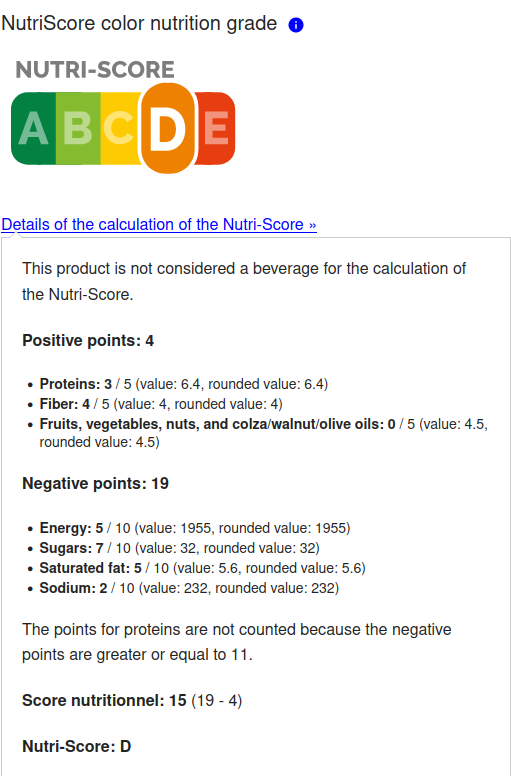 NutriScore color nutrition grade i
NUTRI-SCORE
A B C D E
Details of the calculation of the Nutri-Score »
This product is not considered a beverage for the calculation of
the Nutri-Score.
Positive points: 4
• Proteins: 3 / 5 (value: 6.4, rounded value: 6.4)
• Fiber: 4 / 5 (value: 4, rounded value: 4)
• Fruits, vegetables, nuts, and colza/walnut/olive oils: 0 / 5 (value: 4.5,
rounded value: 4.5)
Negative points: 19
• Energy: 5 / 10 (value: 1955, rounded value: 1955)
• Sugars: 7 / 10 (value: 32, rounded value: 32)
• Saturated fat: 5 / 10 (value: 5.6, rounded value: 5.6)
• Sodium: 2 / 10 (value: 232, rounded value: 232)
The points for proteins are not counted because the negative
points are greater or equal to 11.
Score nutritionnel: 15 (19 - 4)
Nutri-Score: D